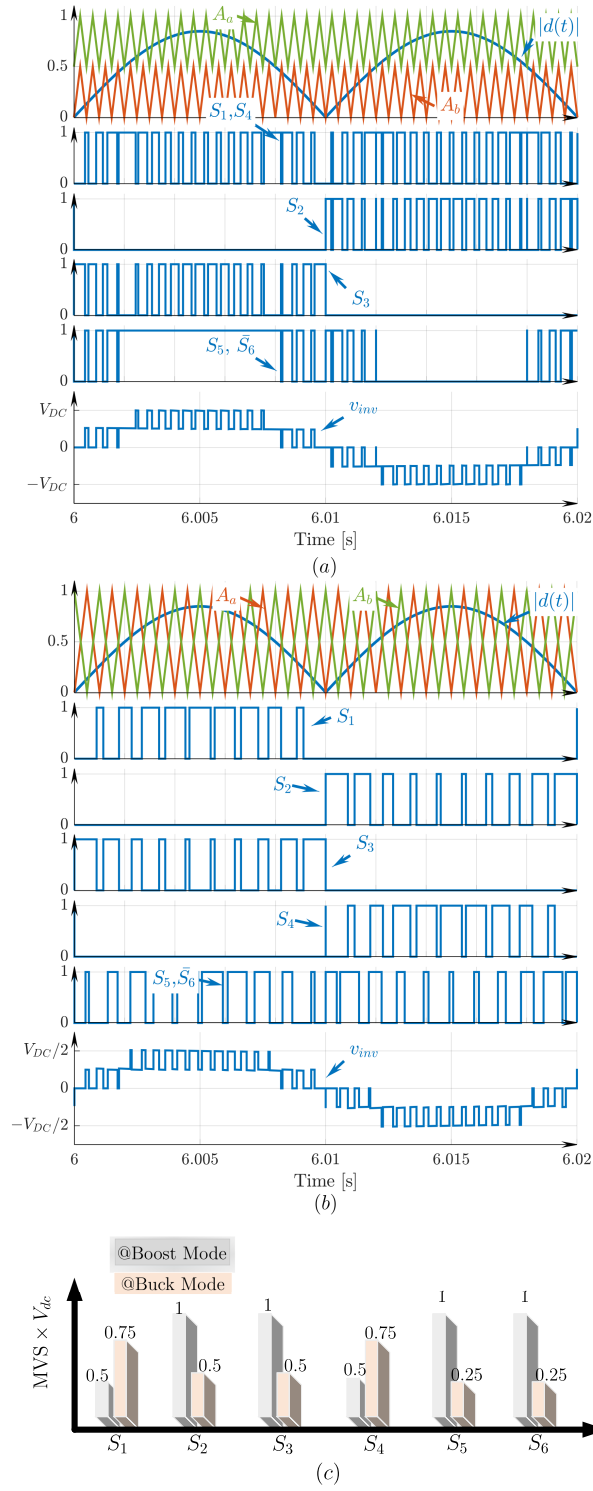 1 A_a |d(t)|
0.5
A_b
0
S_1,S_4
1
0
1
S_2
0
1
S_3
0
1
S_5, S̄_6
0
V_DC v_inv
0
−V_DC
6 6.005 6.01 6.015 6.02
Time [s]
(a)
1 A_a A_b |d(t)|
0.5
0
1 S_1
0
1
S_2
0
1 S_3
0
1
S_4
0
1 S_5,S̄_6
0
V_DC/2 v_inv
0
−V_DC/2
6 6.005 6.01 6.015 6.02
Time [s]
(b)
@Boost Mode
@Buck Mode
MVS × V_dc
0.5 0.75 1 0.5 1 0.5 0.5 0.75 1 0.25 1 0.25
S_1 S_2 S_3 S_4 S_5 S_6
(c)